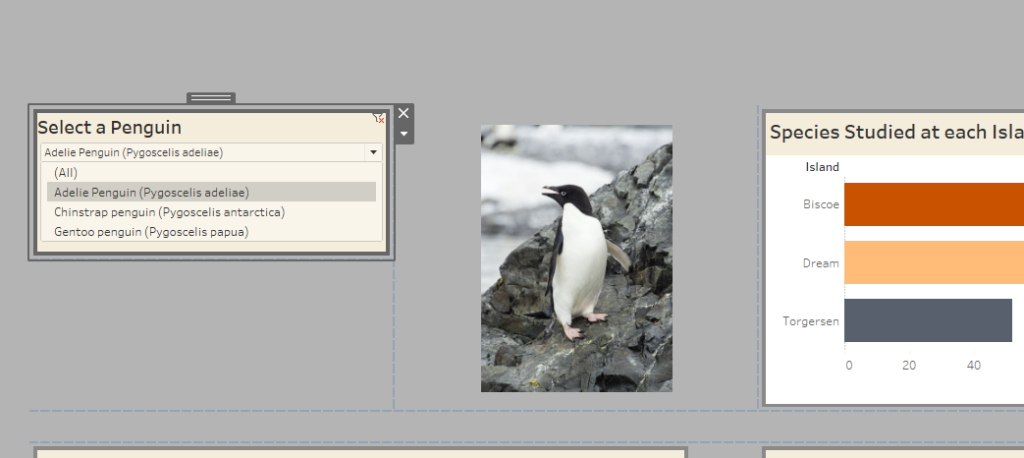 Select a Penguin
Adelie Penguin (Pygoscelis adeliae)
(All)
Adelie Penguin (Pygoscelis adeliae)
Chinstrap penguin (Pygoscelis antarctica)
Gentoo penguin (Pygoscelis papua)
Species Studied at each Isla
Island
Biscoe
Dream
Torgersen
0 20 40